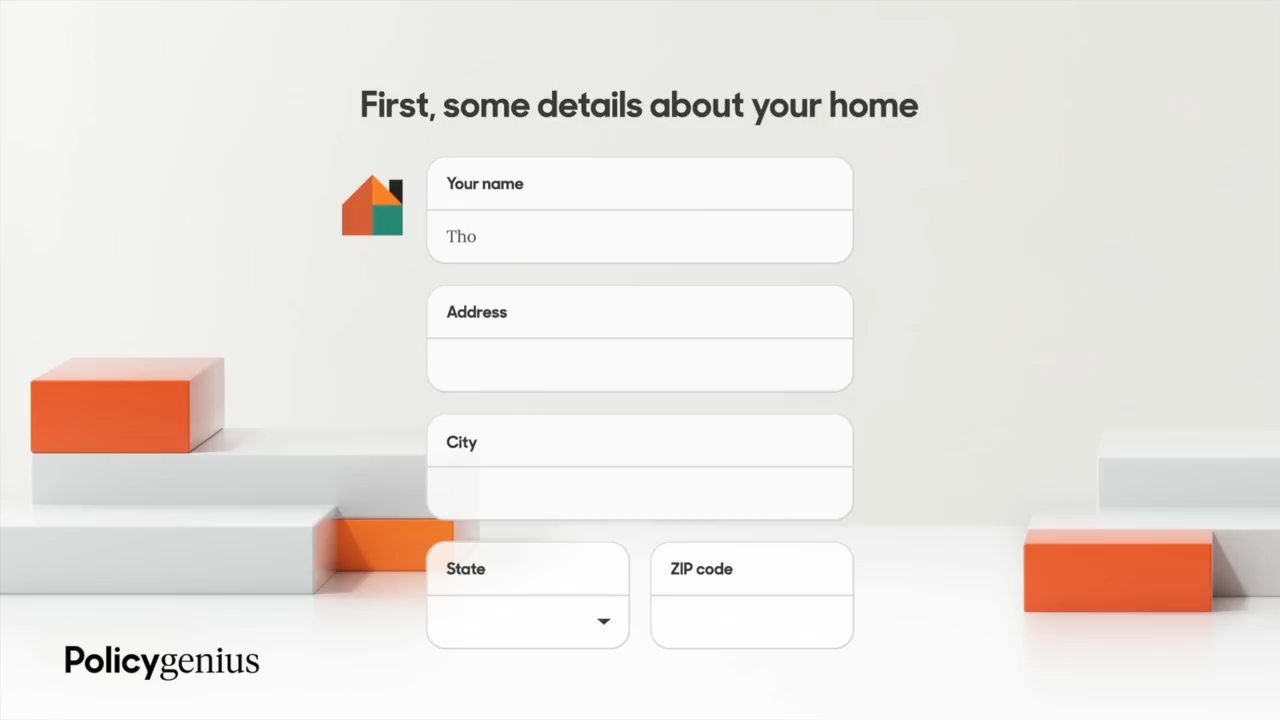 First, some details about your home
Your name
Tho
Address
City
State
ZIP code
Policygenius